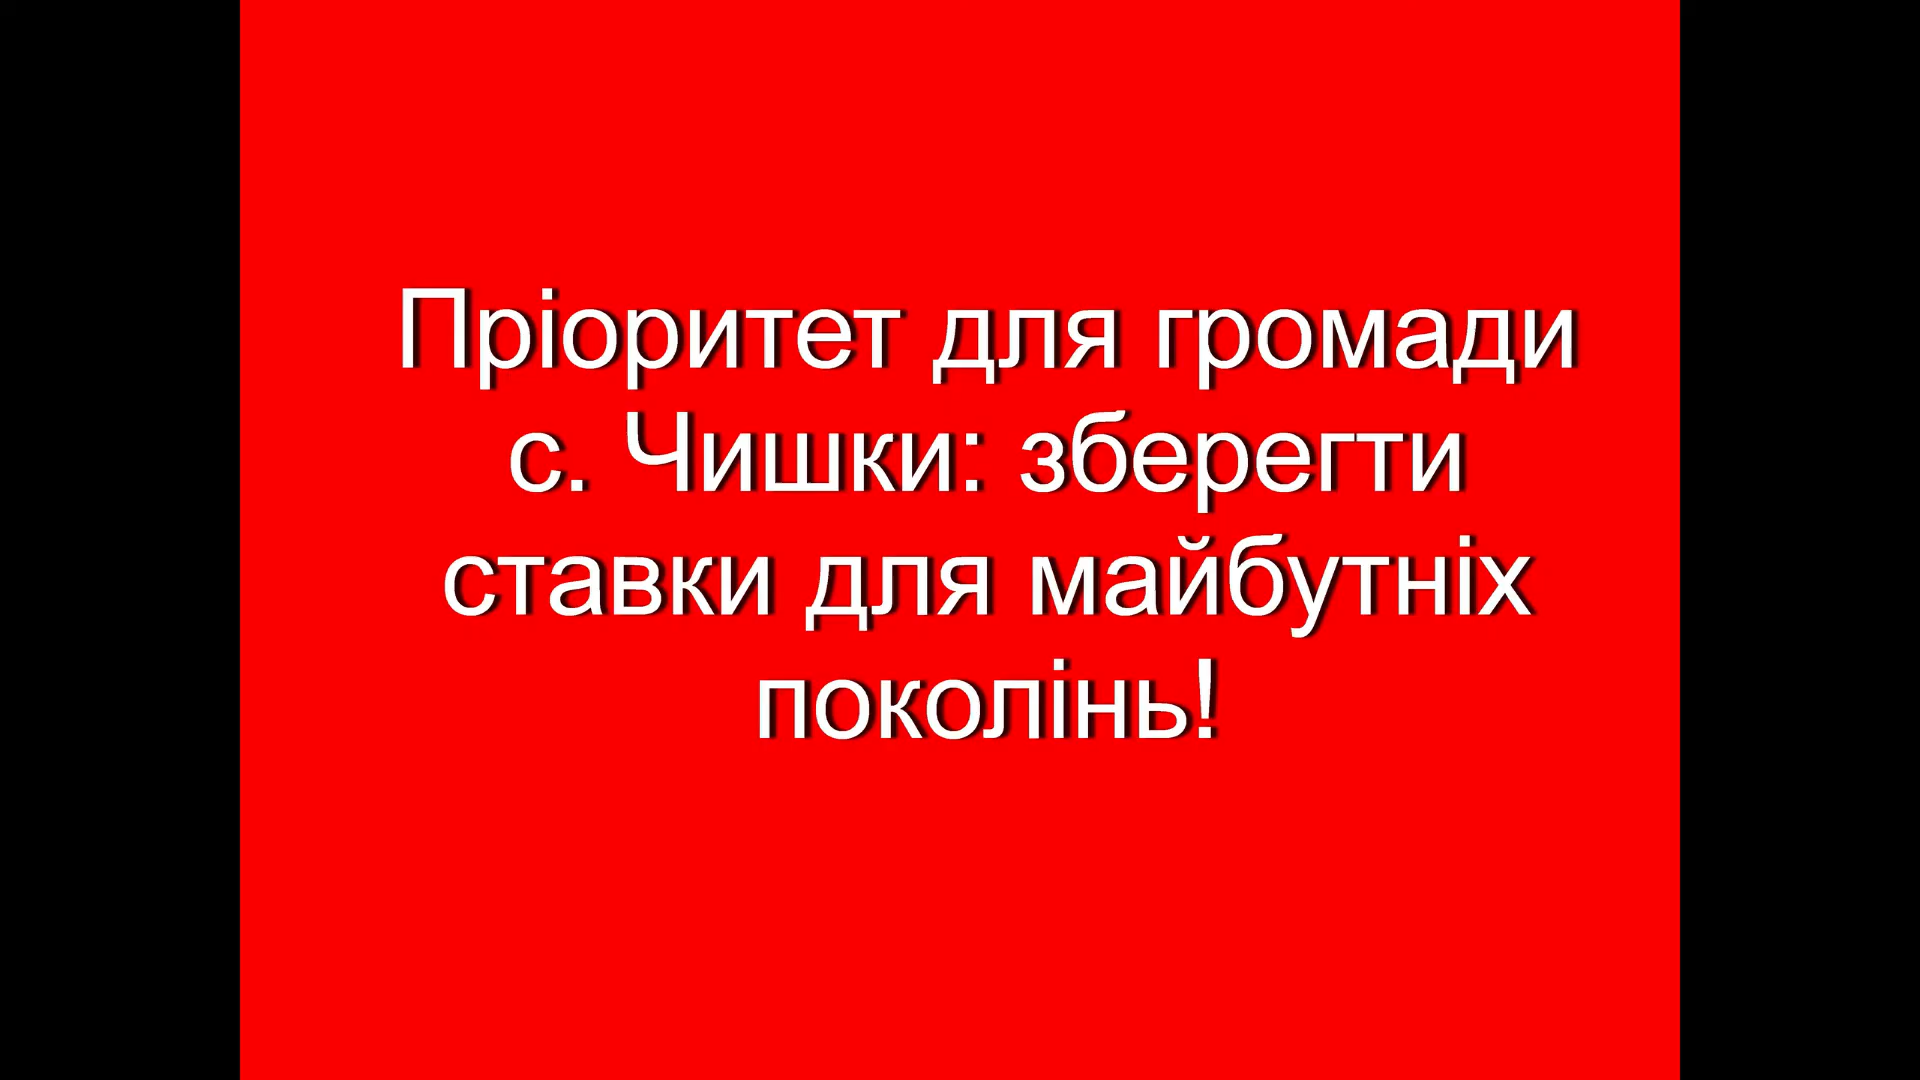 Пріоритет для громади
с. Чишки: зберегти
ставки для майбутніх
поколінь!